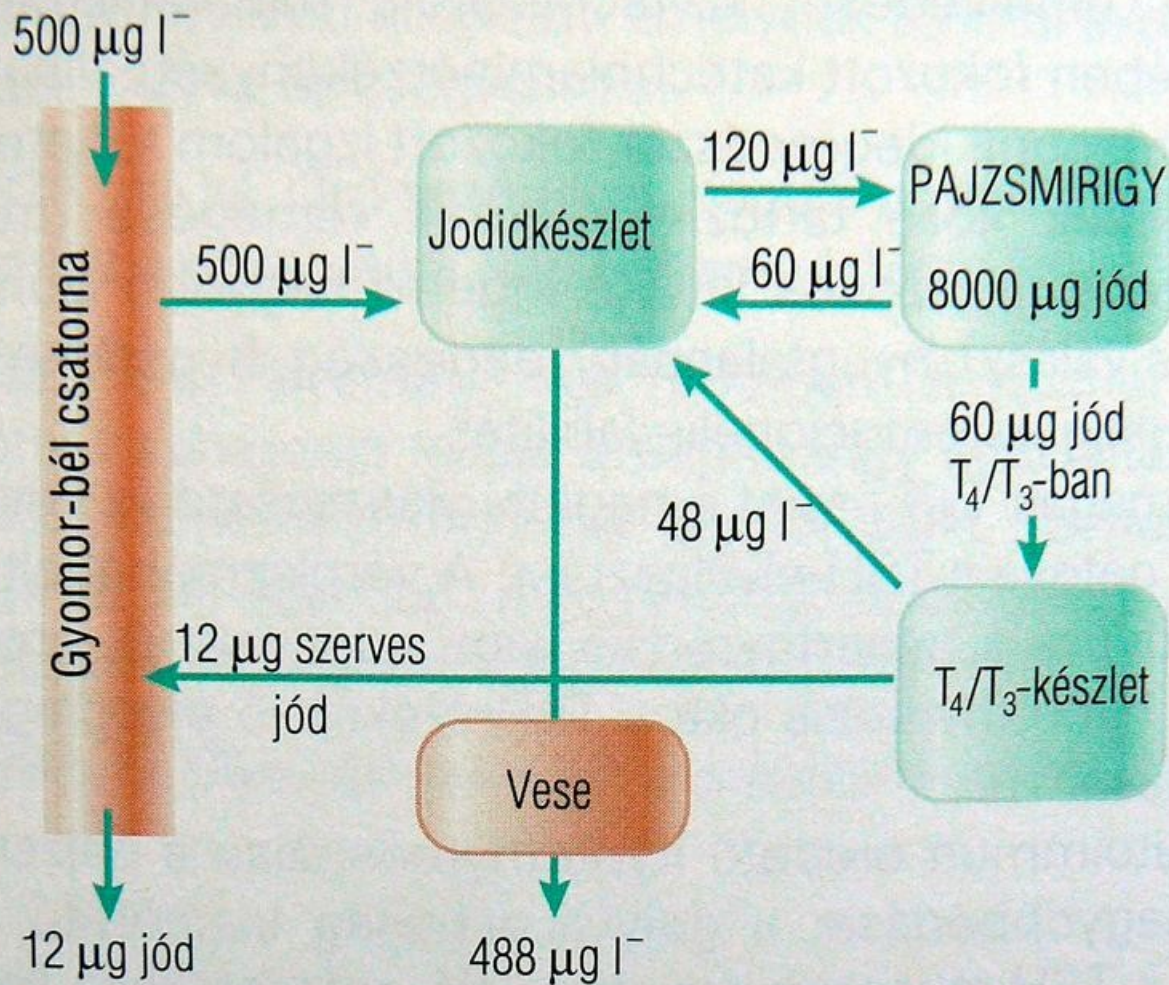 500 μg I⁻
Gyomor-bél csatorna
500 μg I⁻
Jodidkészlet
120 μg I⁻
60 μg I⁻
PAJZSMIRIGY
8000 μg jód
60 μg jód
T₄/T₃-ban
48 μg I⁻
12 μg szerves
jód
T₄/T₃-készlet
Vese
12 μg jód
488 μg I⁻